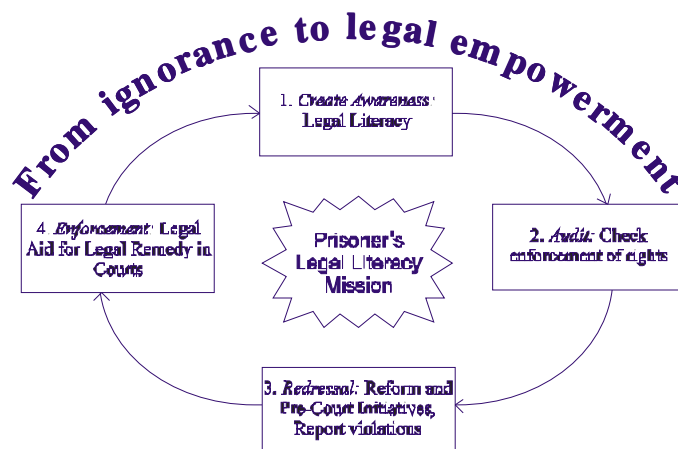 From ignorance to legal empowerment
1. Create Awareness:
Legal Literacy
2. Audit: Check
enforcement of rights
3. Redressal: Reform and
Pre-Court Initiatives,
Report violations
4. Enforcement: Legal
Aid for Legal Remedy in
Courts
Prisoner's
Legal Literacy
Mission